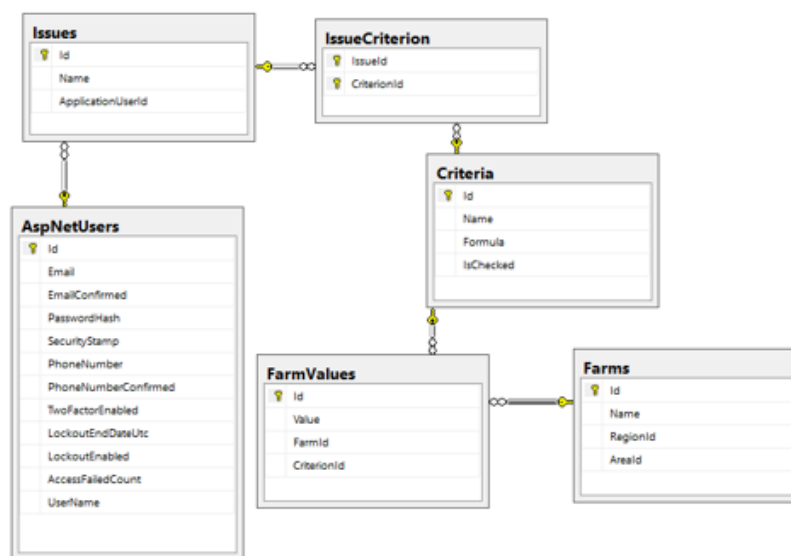 Issues
Id
Name
ApplicationUserId
IssueCriterion
IssueId
CriterionId
Criteria
Id
Name
Formula
IsChecked
AspNetUsers
Id
Email
EmailConfirmed
PasswordHash
SecurityStamp
PhoneNumber
PhoneNumberConfirmed
TwoFactorEnabled
LockoutEndDateUtc
LockoutEnabled
AccessFailedCount
UserName
FarmValues
Id
Value
FarmId
CriterionId
Farms
Id
Name
RegionId
AreaId